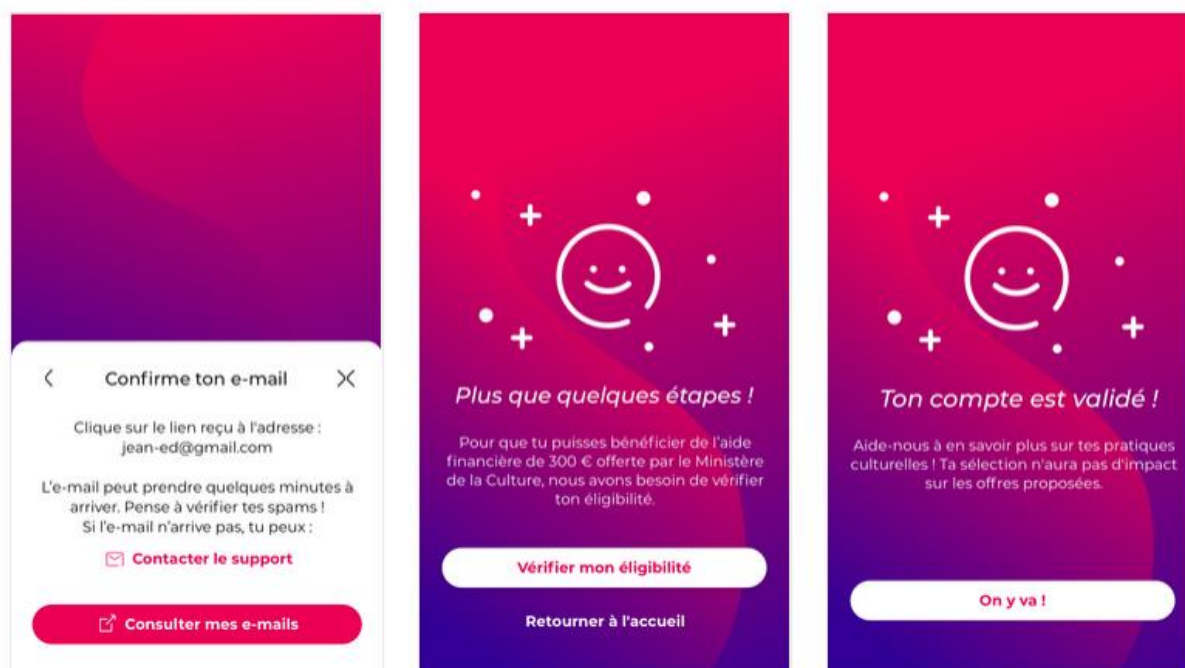 Confirme ton e-mail
Clique sur le lien reçu à l'adresse :
jean-ed@gmail.com
L'e-mail peut prendre quelques minutes à
arriver. Pense à vérifier tes spams !
Si l'e-mail n'arrive pas, tu peux :
Contacter le support
Consulter mes e-mails
Plus que quelques étapes !
Pour que tu puisses bénéficier de l'aide
financière de 300 € offerte par le Ministère
de la Culture, nous avons besoin de vérifier
ton éligibilité.
Vérifier mon éligibilité
Retourner à l'accueil
Ton compte est validé !
Aide-nous à en savoir plus sur tes pratiques
culturelles ! Ta sélection n'aura pas d'impact
sur les offres proposées.
On y va !